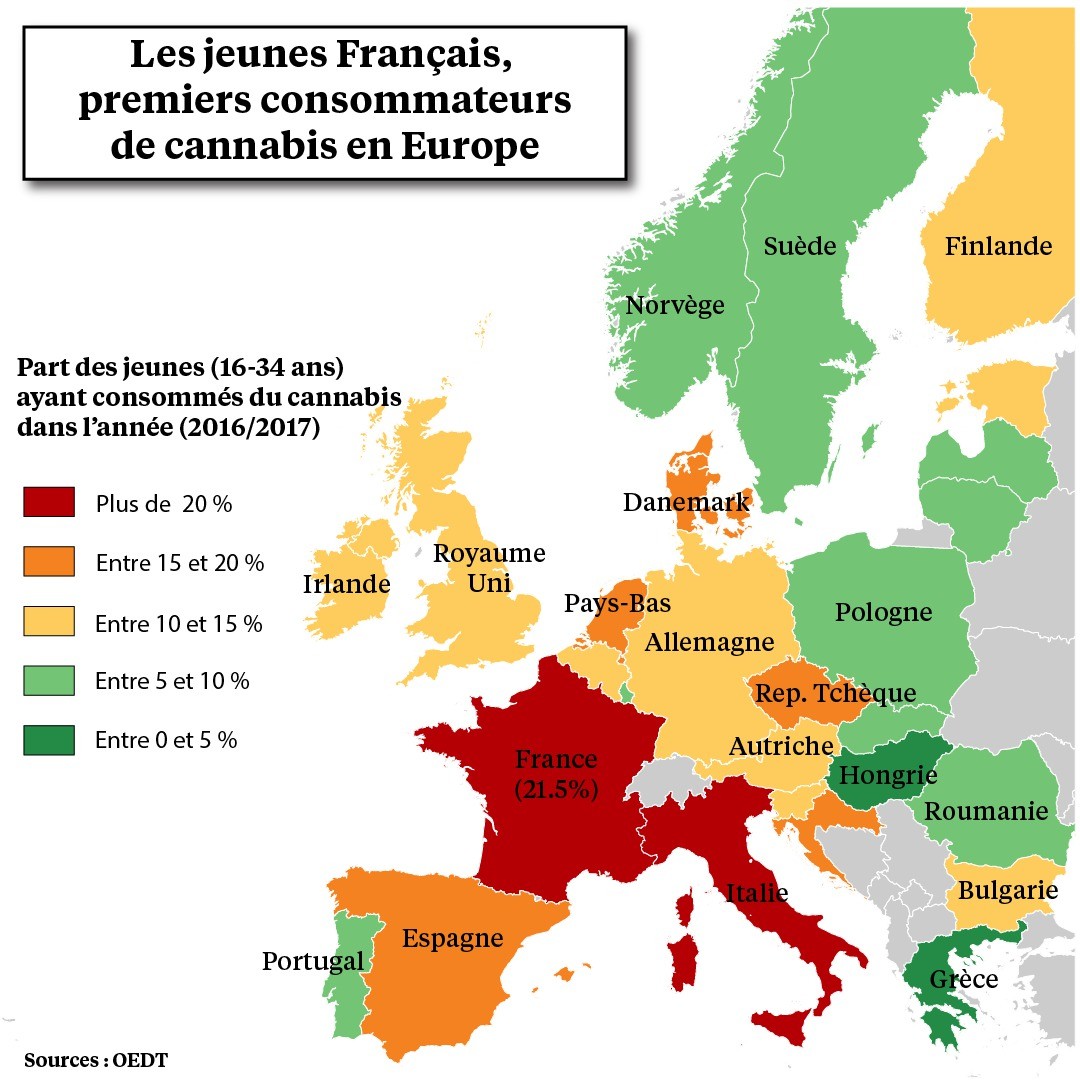 Les jeunes Français,
premiers consommateurs
de cannabis en Europe
Part des jeunes (16-34 ans)
ayant consommés du cannabis
dans l'année (2016/2017)
Plus de 20 %
Entre 15 et 20 %
Entre 10 et 15 %
Entre 5 et 10 %
Entre 0 et 5 %
Suède
Finlande
Norvège
Danemark
Royaume
Uni
Irlande
Pays-Bas
Pologne
Allemagne
Rep. Tchèque
Autriche
France
(21.5%)
Hongrie
Roumanie
Italie
Bulgarie
Espagne
Portugal
Grèce
Sources : OEDT